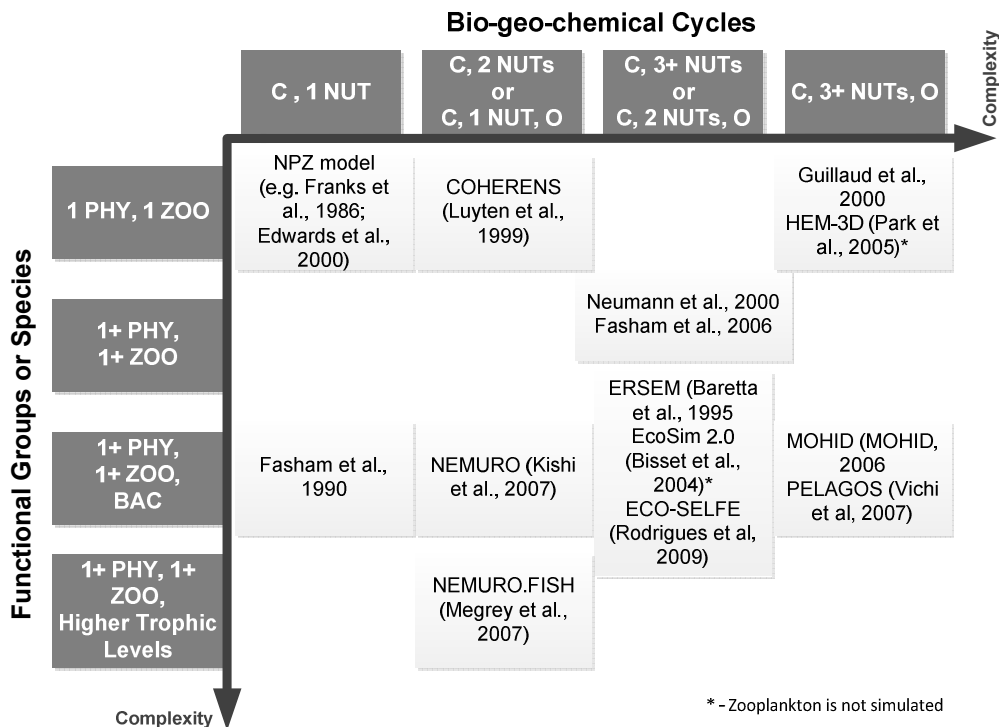 Bio-geo-chemical Cycles
Complexity
C , 1 NUT
C, 2 NUTs
or
C, 1 NUT, O
C, 3+ NUTs
or
C, 2 NUTs, O
C, 3+ NUTs, O
Functional Groups or Species
1 PHY, 1 ZOO
NPZ model
(e.g. Franks et
al., 1986;
Edwards et al.,
2000)
COHERENS
(Luyten et al.,
1999)
Guillaud et al.,
2000
HEM-3D (Park
et al., 2005)*
1+ PHY,
1+ ZOO
Neumann et al., 2000
Fasham et al., 2006
1+ PHY,
1+ ZOO,
BAC
Fasham et al.,
1990
NEMURO (Kishi
et al., 2007)
ERSEM (Baretta
et al., 1995
EcoSim 2.0
(Bisset et al.,
2004)*
ECO-SELFE
(Rodrigues et al,
2009)
MOHID (MOHID,
2006
PELAGOS (Vichi
et al, 2007)
1+ PHY, 1+
ZOO,
Higher Trophic
Levels
NEMURO.FISH
(Megrey et al.,
2007)
Complexity
* - Zooplankton is not simulated